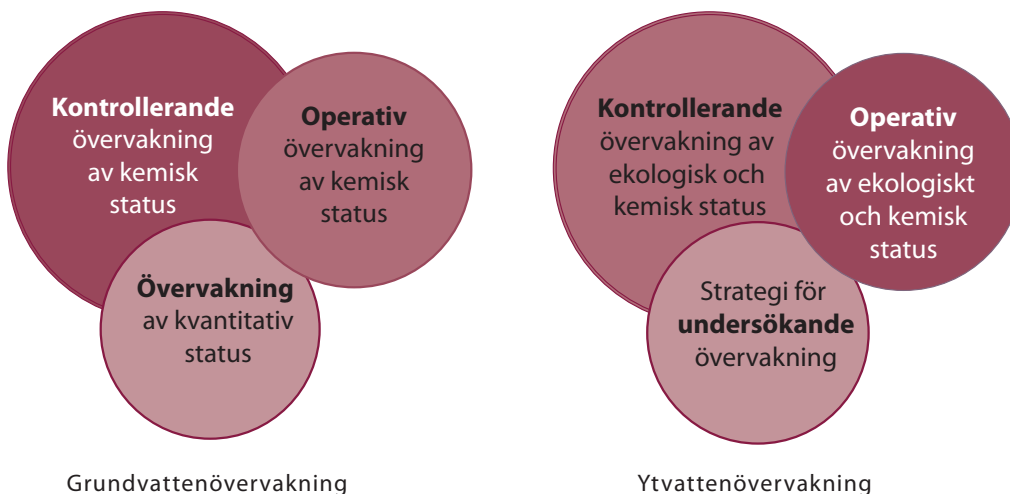 Kontrollerande
övervakning
av kemisk
status
Operativ
övervakning
av kemisk
status
Övervakning
av kvantitativ
status
Grundvattenövervakning
Kontrollerande
övervakning av
ekologisk och
kemisk status
Operativ
övervakning
av ekologiskt
och kemisk
status
Strategi för
undersökande
övervakning
Ytvattenövervakning